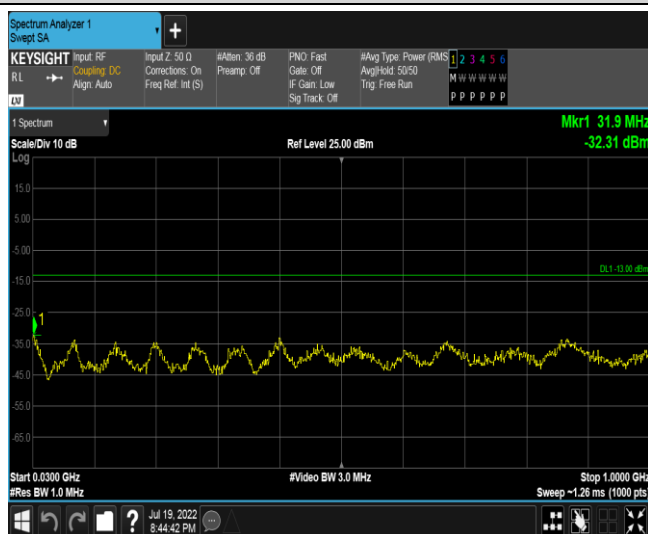 Spectrum Analyzer 1
Swept SA
+
KEYSIGHT
RL
LXI
Input: RF
Coupling: DC
Align: Auto
Input Z: 50 Ω
Corrections: On
Freq Ref: Int (S)
#Atten: 36 dB
Preamp: Off
PNO: Fast
Gate: Off
IF Gain: Low
Sig Track: Off
#Avg Type: Power (RMS
Avg|Hold: 50/50
Trig: Free Run
1 2 3 4 5 6
M W W W W W
P P P P P P
1 Spectrum
Scale/Div 10 dB
Ref Level 25.00 dBm
Mkr1 31.9 MHz
-32.31 dBm
Log
15.0
5.00
-5.00
DL1 -13.00 dBm
-15.0
-25.0
1
-35.0
-45.0
-55.0
-65.0
Start 0.0300 GHz
#Video BW 3.0 MHz
Stop 1.0000 GHz
#Res BW 1.0 MHz
Sweep ~1.26 ms (1000 pts)
?
Jul 19, 2022
8:44:42 PM